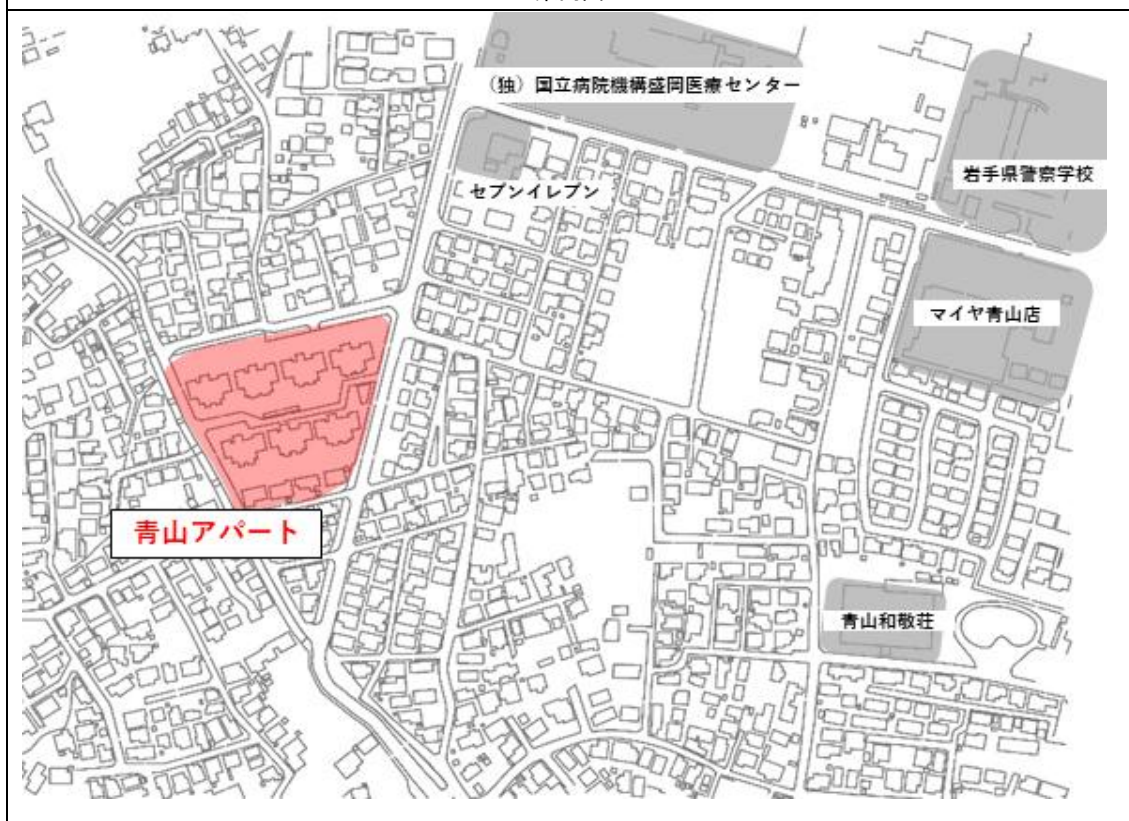 （独）国立病院機構盛岡医療センター
岩手県警察学校
セブンイレブン
マイヤ青山店
青山アパート
青山和敬荘